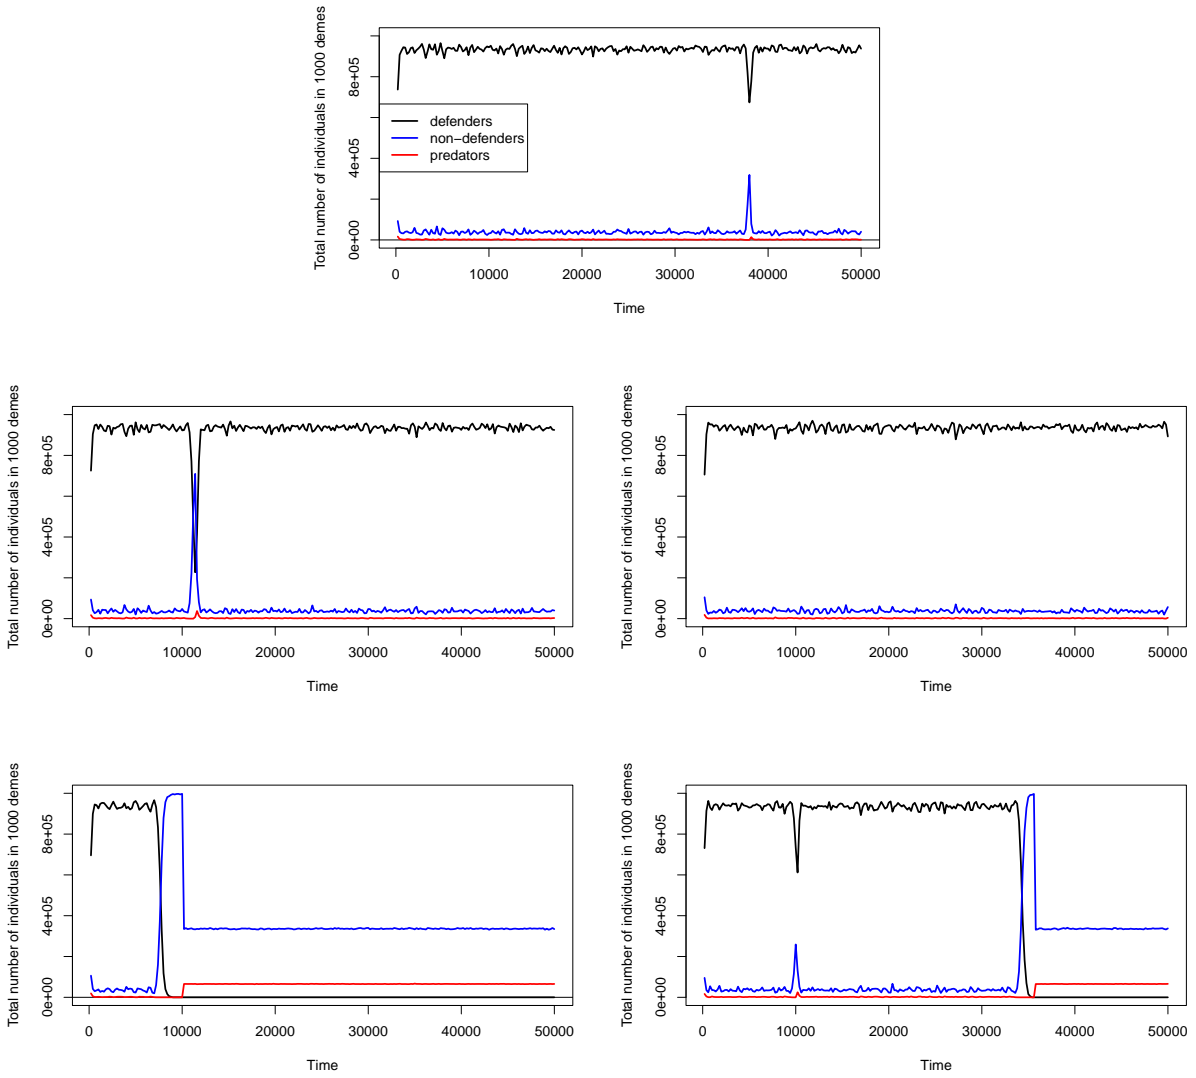 Total number of individuals in 1000 demes
0e+00 4e+05 8e+05
defenders
non−defenders
predators
0 10000 20000 30000 40000 50000
Time
Total number of individuals in 1000 demes
0e+00 4e+05 8e+05
0 10000 20000 30000 40000 50000
Time
Total number of individuals in 1000 demes
0e+00 4e+05 8e+05
0 10000 20000 30000 40000 50000
Time
Total number of individuals in 1000 demes
0e+00 4e+05 8e+05
0 10000 20000 30000 40000 50000
Time
Total number of individuals in 1000 demes
0e+00 4e+05 8e+05
0 10000 20000 30000 40000 50000
Time